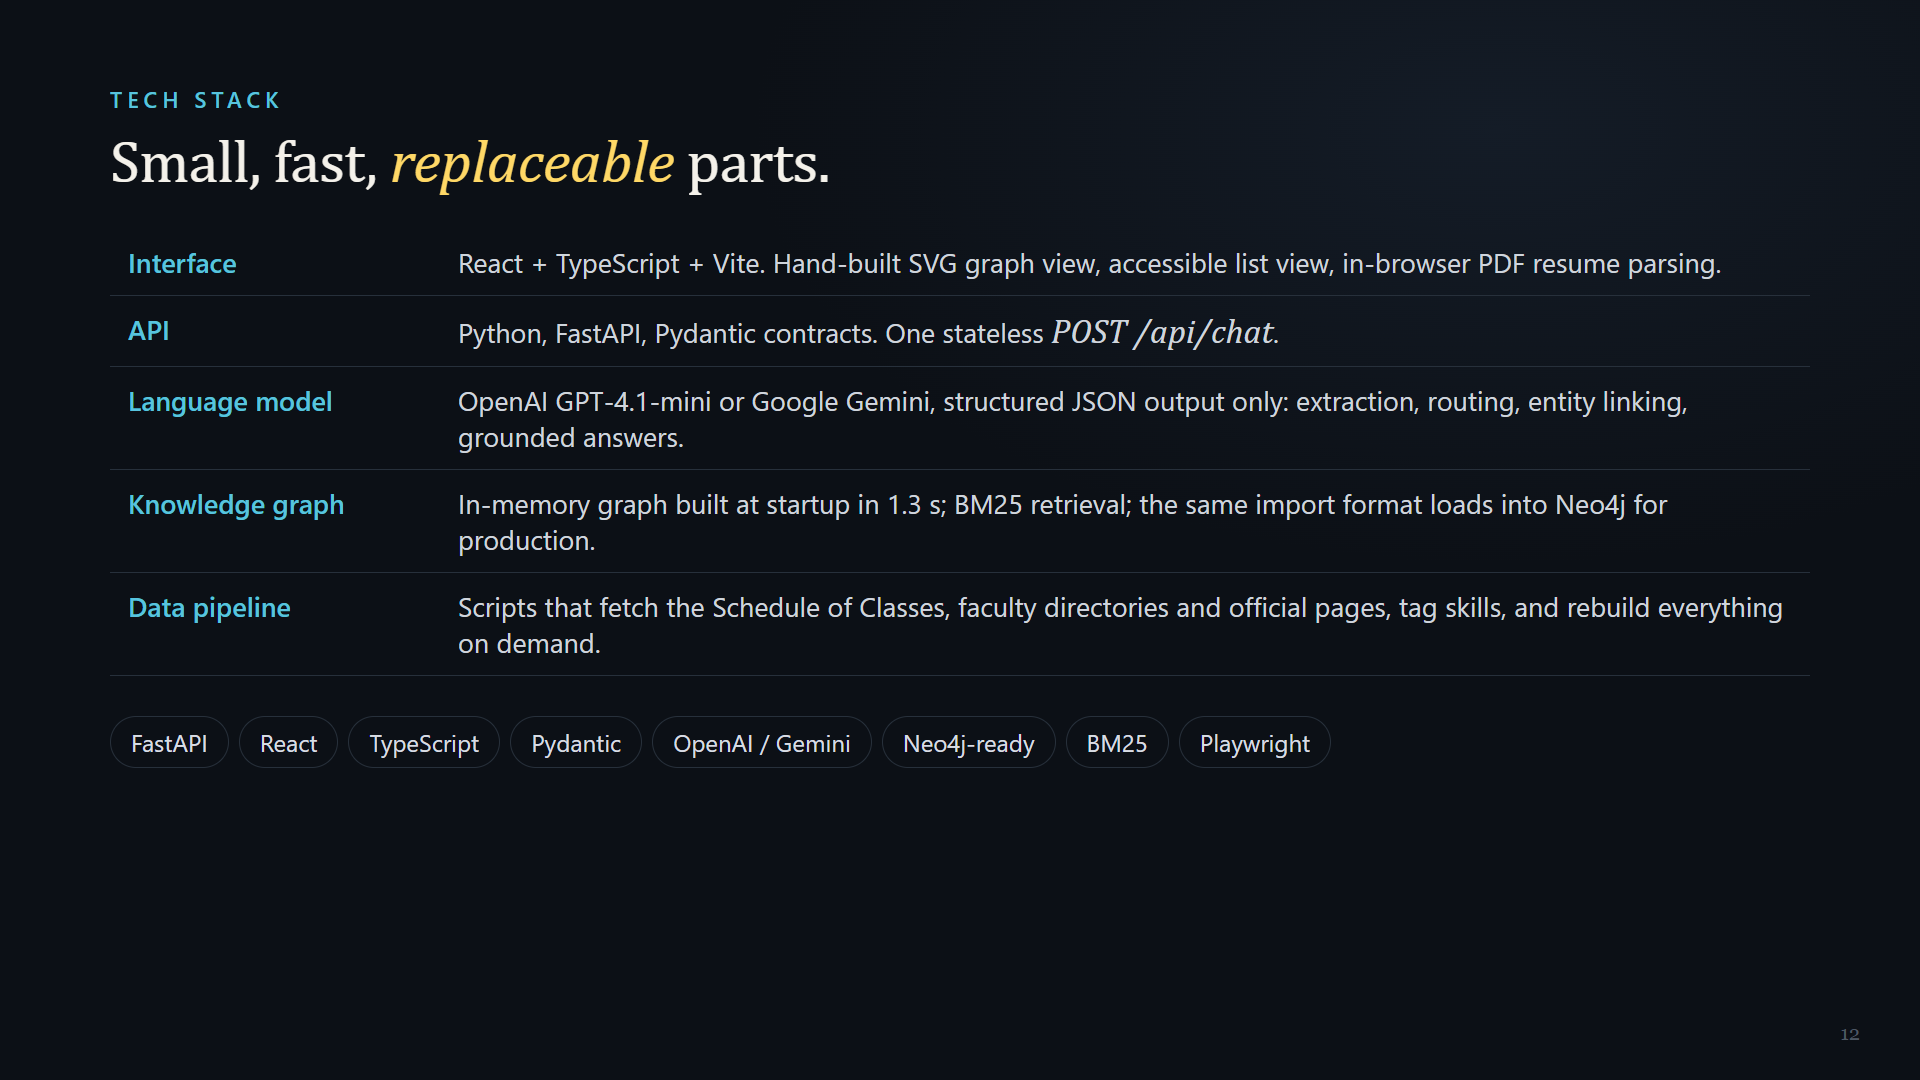 TECH STACK
Small, fast, replaceable parts.
Interface
React + TypeScript + Vite. Hand-built SVG graph view, accessible list view, in-browser PDF resume parsing.
API
Python, FastAPI, Pydantic contracts. One stateless POST /api/chat.
Language model
OpenAI GPT-4.1-mini or Google Gemini, structured JSON output only: extraction, routing, entity linking,
grounded answers.
Knowledge graph
In-memory graph built at startup in 1.3 s; BM25 retrieval; the same import format loads into Neo4j for
production.
Data pipeline
Scripts that fetch the Schedule of Classes, faculty directories and official pages, tag skills, and rebuild everything
on demand.
FastAPI React TypeScript Pydantic OpenAI / Gemini Neo4j-ready BM25 Playwright
12